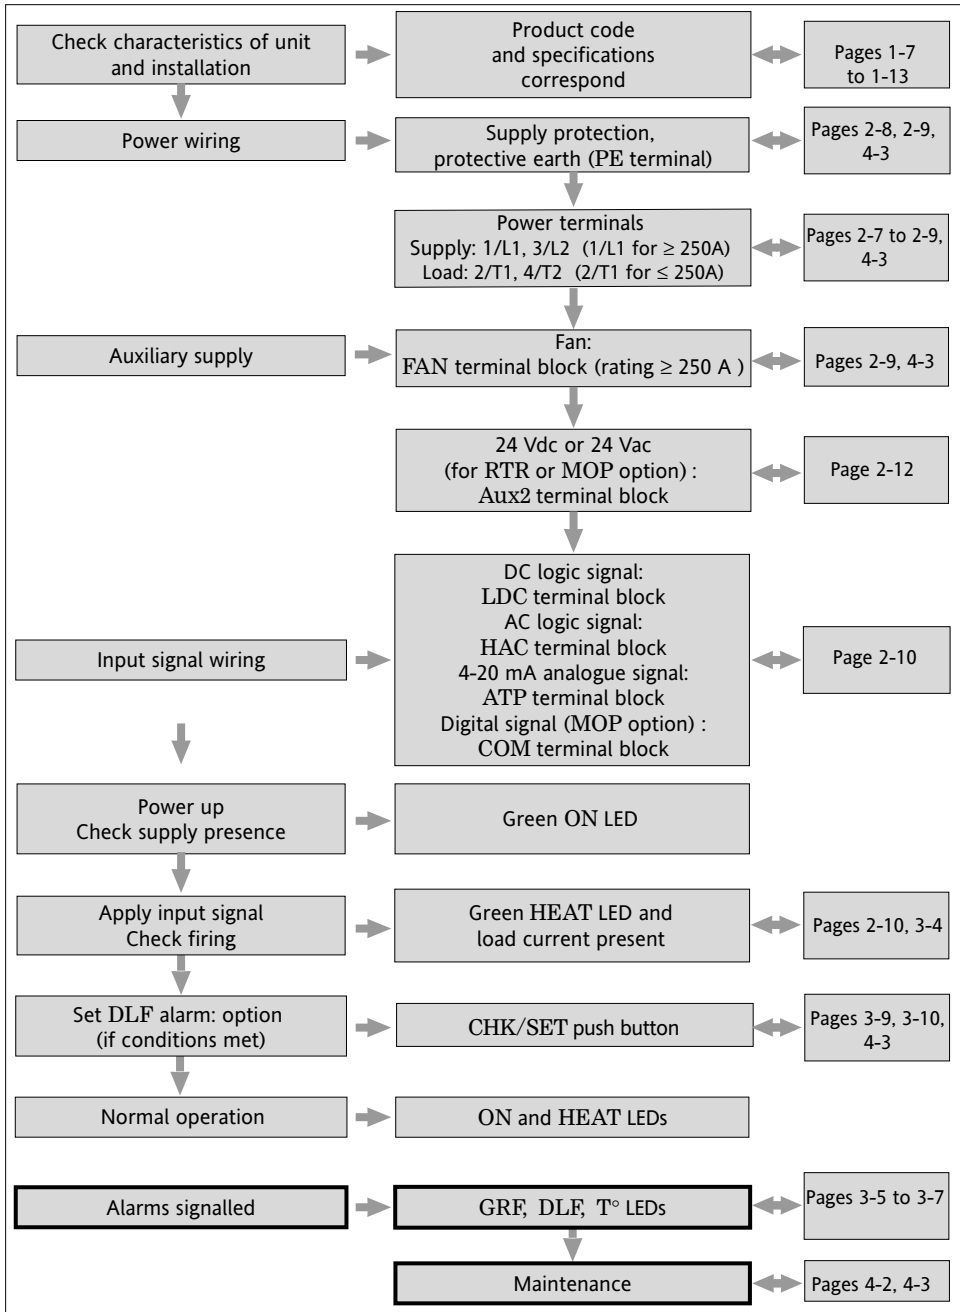 Check characteristics of unit
and installation
Product code
and specifications
correspond
Pages 1-7
to 1-13
Power wiring
Supply protection,
protective earth (PE terminal)
Pages 2-8, 2-9,
4-3
Power terminals
Supply: 1/L1, 3/L2 (1/L1 for ≥ 250A)
Load: 2/T1, 4/T2 (2/T1 for ≤ 250A)
Pages 2-7 to 2-9,
4-3
Auxiliary supply
Fan:
FAN terminal block (rating ≥ 250 A )
Pages 2-9, 4-3
24 Vdc or 24 Vac
(for RTR or MOP option) :
Aux2 terminal block
Page 2-12
Input signal wiring
DC logic signal:
LDC terminal block
AC logic signal:
HAC terminal block
4-20 mA analogue signal:
ATP terminal block
Digital signal (MOP option) :
COM terminal block
Page 2-10
Power up
Check supply presence
Green ON LED
Apply input signal
Check firing
Green HEAT LED and
load current present
Pages 2-10, 3-4
Set DLF alarm: option
(if conditions met)
CHK/SET push button
Pages 3-9, 3-10,
4-3
Normal operation
ON and HEAT LEDs
Alarms signalled
GRF, DLF, T° LEDs
Pages 3-5 to 3-7
Maintenance
Pages 4-2, 4-3